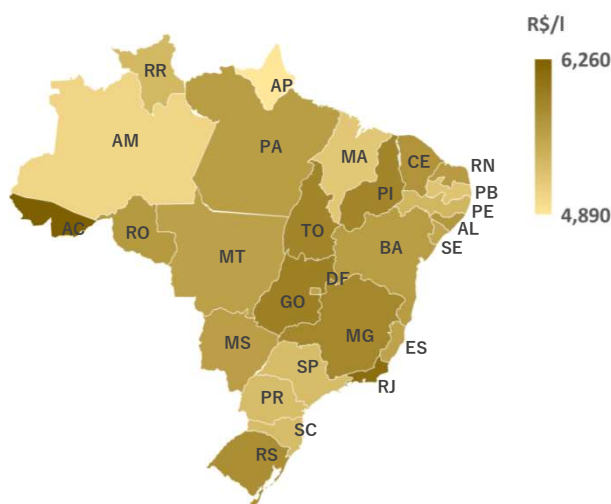 R$/l
6,260
4,890
RR
AP
AM
PA
MA
CE
RN
PB
PE
AL
SE
PI
AC
RO
TO
MT
BA
DF
GO
MG
MS
ES
SP
RJ
PR
SC
RS